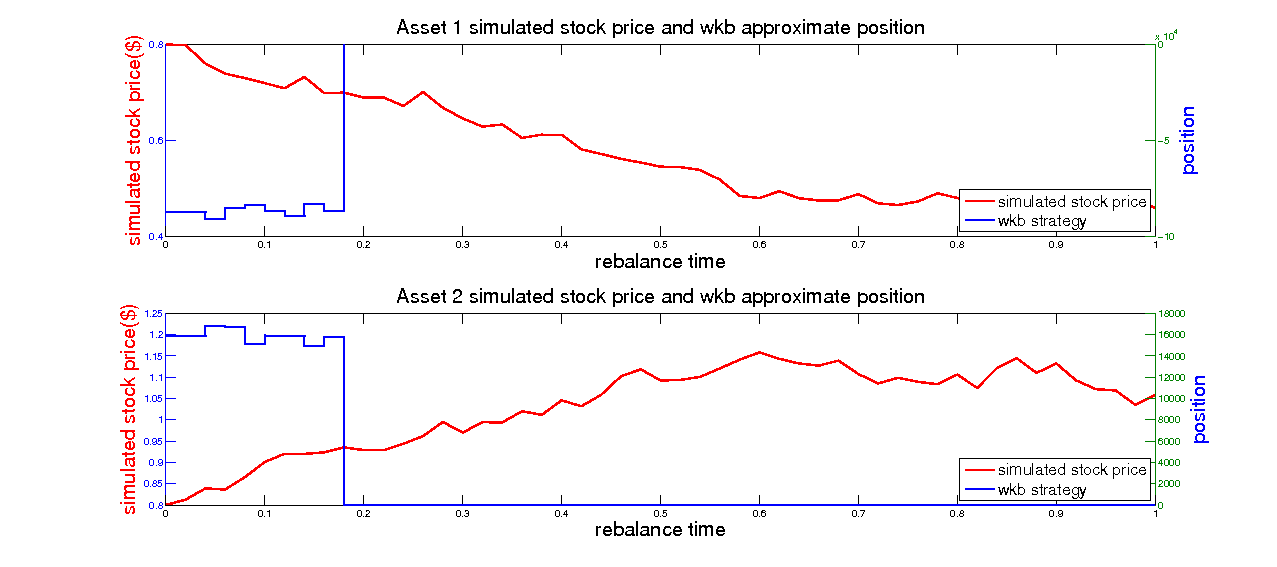 Asset 1 simulated stock price and wkb approximate position
x 10^4
simulated stock price($)
0.8
0.6
0.4
0
-5
-10
position
simulated stock price
wkb strategy
0 0.1 0.2 0.3 0.4 0.5 0.6 0.7 0.8 0.9 1
rebalance time
Asset 2 simulated stock price and wkb approximate position
simulated stock price($)
1.25
1.2
1.15
1.1
1.05
1
0.95
0.9
0.85
0.8
18000
16000
14000
12000
10000
8000
6000
4000
2000
0
position
simulated stock price
wkb strategy
0 0.1 0.2 0.3 0.4 0.5 0.6 0.7 0.8 0.9 1
rebalance time